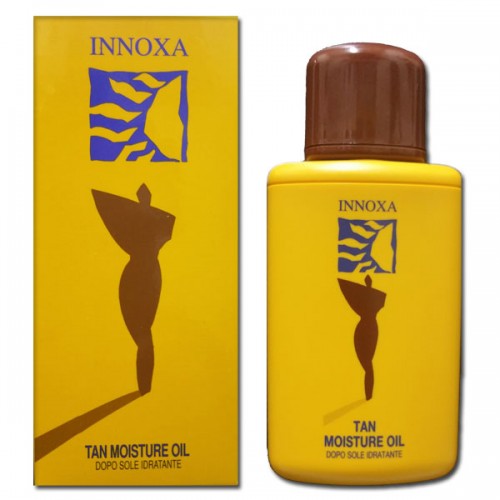 INNOXA
TAN MOISTURE OIL
DOPO SOLE IDRATANTE
INNOXA
TAN
MOISTURE OIL
DOPO SOLE IDRATANTE